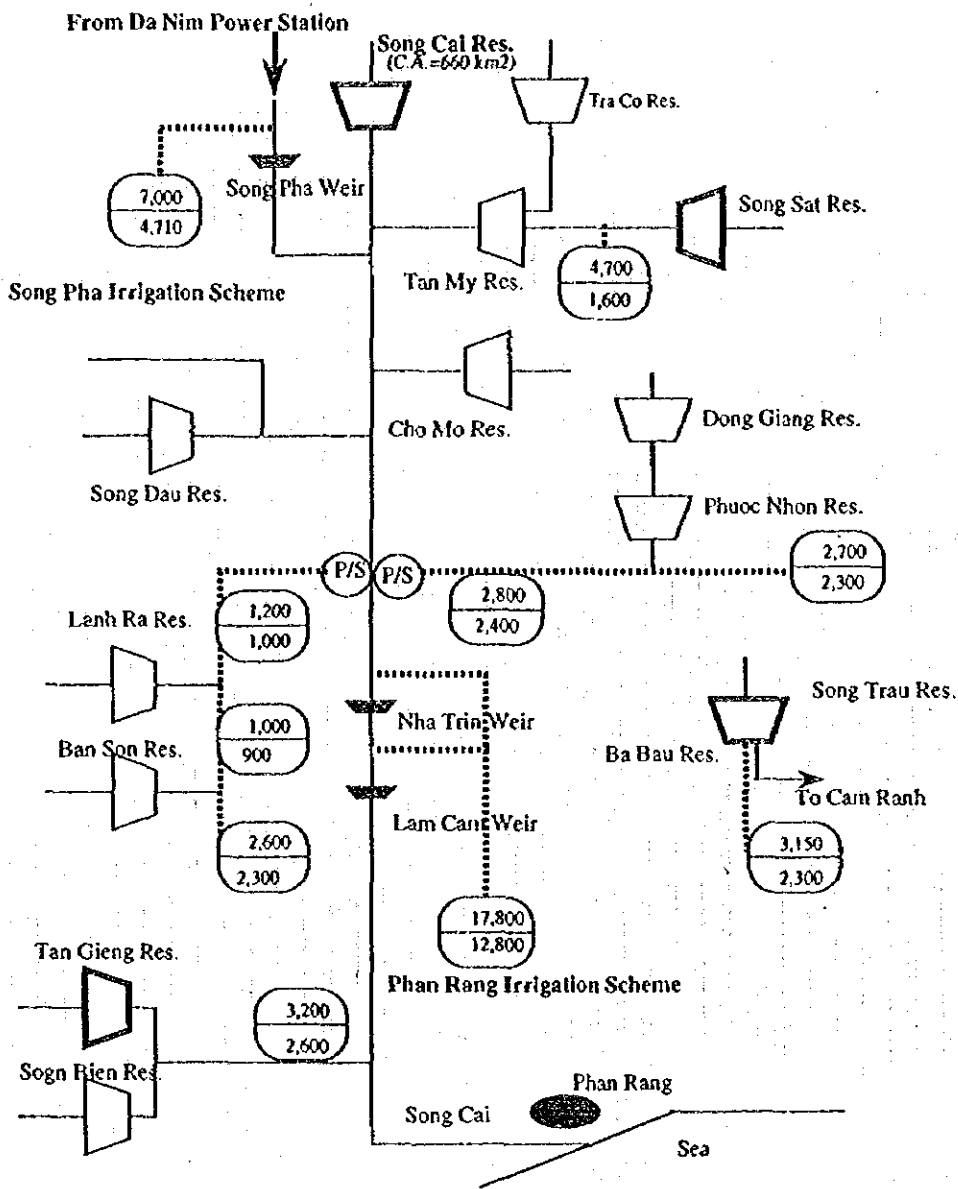 From Da Nim Power Station
Song Cai Res.
(C.A.=660 km2)
Tra Co Res.
Song Pha Weir
7,000
4,710
Song Sat Res.
Tan My Res.
4,700
1,600
Song Pha Irrigation Scheme
Cho Mo Res.
Dong Giang Res.
Song Dau Res.
Phuoc Nhon Res.
P/S
P/S
2,700
2,300
2,800
2,400
1,200
1,000
Lanh Ra Res.
Song Trau Res.
Nha Trin Weir
1,000
900
Ban Son Res.
Ba Bau Res.
To Cam Ranh
Lam Cam Weir
2,600
2,300
3,150
2,300
17,800
12,800
Tan Gieng Res.
Phan Rang Irrigation Scheme
3,200
2,600
Sogn Bien Res.
Phan Rang
Song Cai
Sea